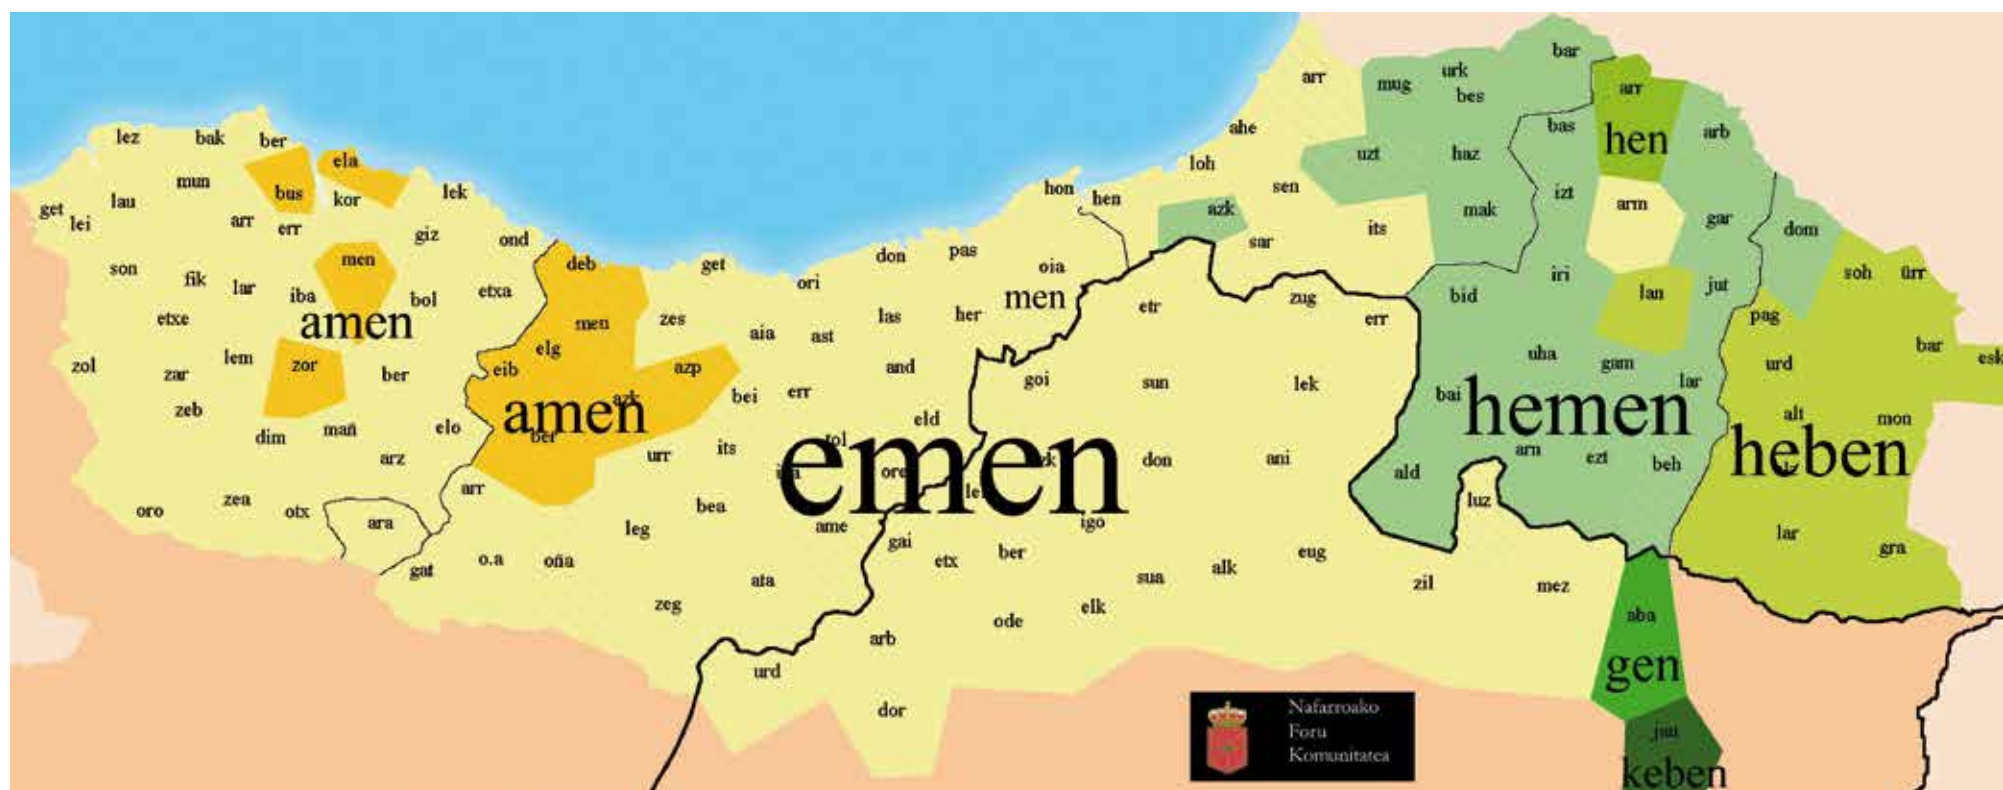 bar
arr
mug
urk
bes
arr
lez
bak
ber
ahe
bas
hen
arb
ela
loh
uzt
haz
mun
bus
kor
lek
hon
hen
sen
izt
get
lei
lau
arr
err
giz
ond
azk
mak
arm
gar
its
sar
dom
son
fik
lar
men
iba
bol
etxa
deb
get
ori
don
pas
oia
men
etr
zug
err
bid
iri
lan
jut
soh
ürr
pag
etxe
amen
men
zes
aia
ast
las
her
elg
eib
zol
zar
lem
zor
ber
azp
bei
err
and
goi
sun
lek
uha
gam
lar
urd
bar
esk
zeb
dim
mañ
elo
amen
azk
ber
eld
tol
bai
hemen
alt
mon
heben
arz
urr
its
emen
ore
don
ani
ald
arn
ezt
beh
oro
zea
otx
ara
arr
leg
bea
ame
igo
luz
lar
gra
gat
o.a
oña
ata
gai
etx
ber
sua
alk
eug
zil
mez
zeg
arb
ode
elk
aba
urd
dor
gen
Nafarroako
Foru
Komunitatea
jau
keben